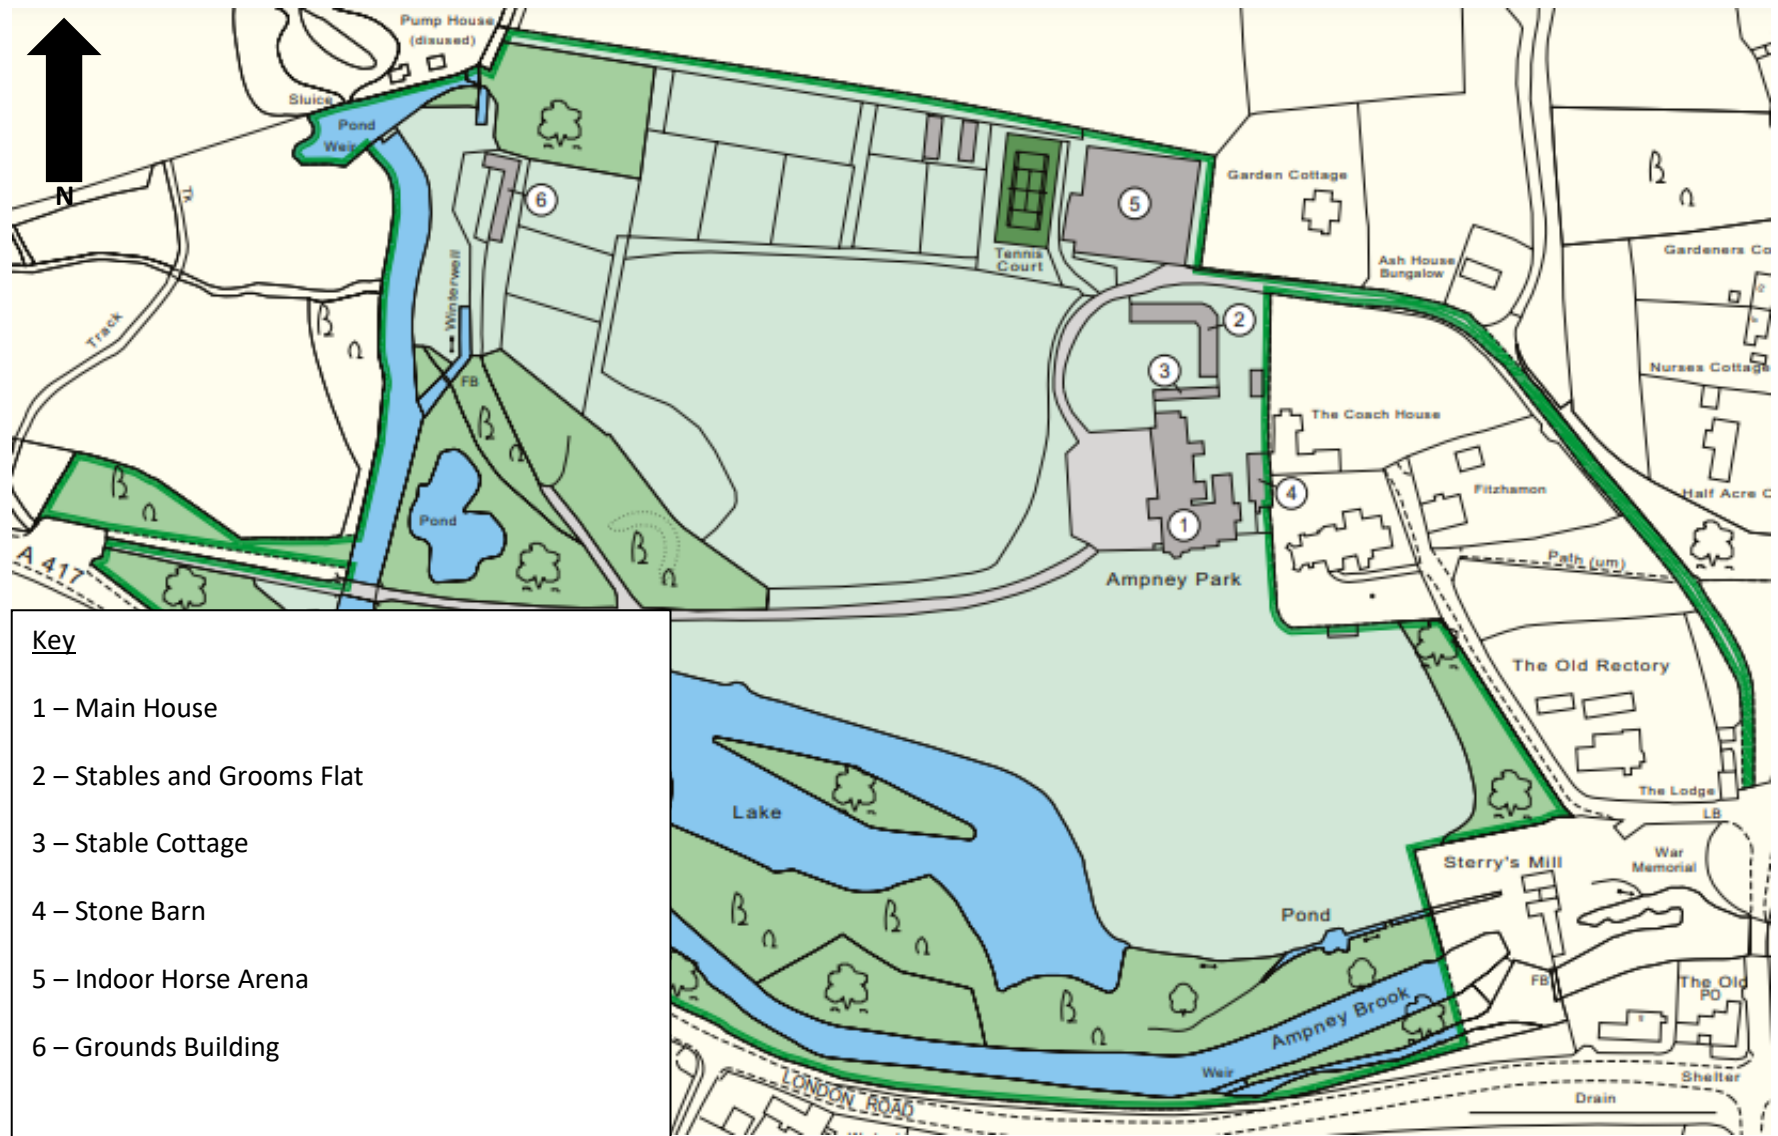 Pump House
(disused)
Sluice
Pond
Weir
N
Tk
Track
Winterwell
FB
Pond
A 417
6
Tennis
Court
5
Garden Cottage
Ash House
Bungalow
Gardeners Co
Nurses Cottage
Half Acre C
2
3
The Coach House
4
Fitzhamon
1
Ampney Park
Path (um)
The Old Rectory
The Lodge
LB
War
Memorial
Sterry's Mill
Lake
Pond
Ampney Brook
Weir
FB
The Old
PO
Shelter
Drain
LONDON ROAD
Key
1 – Main House
2 – Stables and Grooms Flat
3 – Stable Cottage
4 – Stone Barn
5 – Indoor Horse Arena
6 – Grounds Building